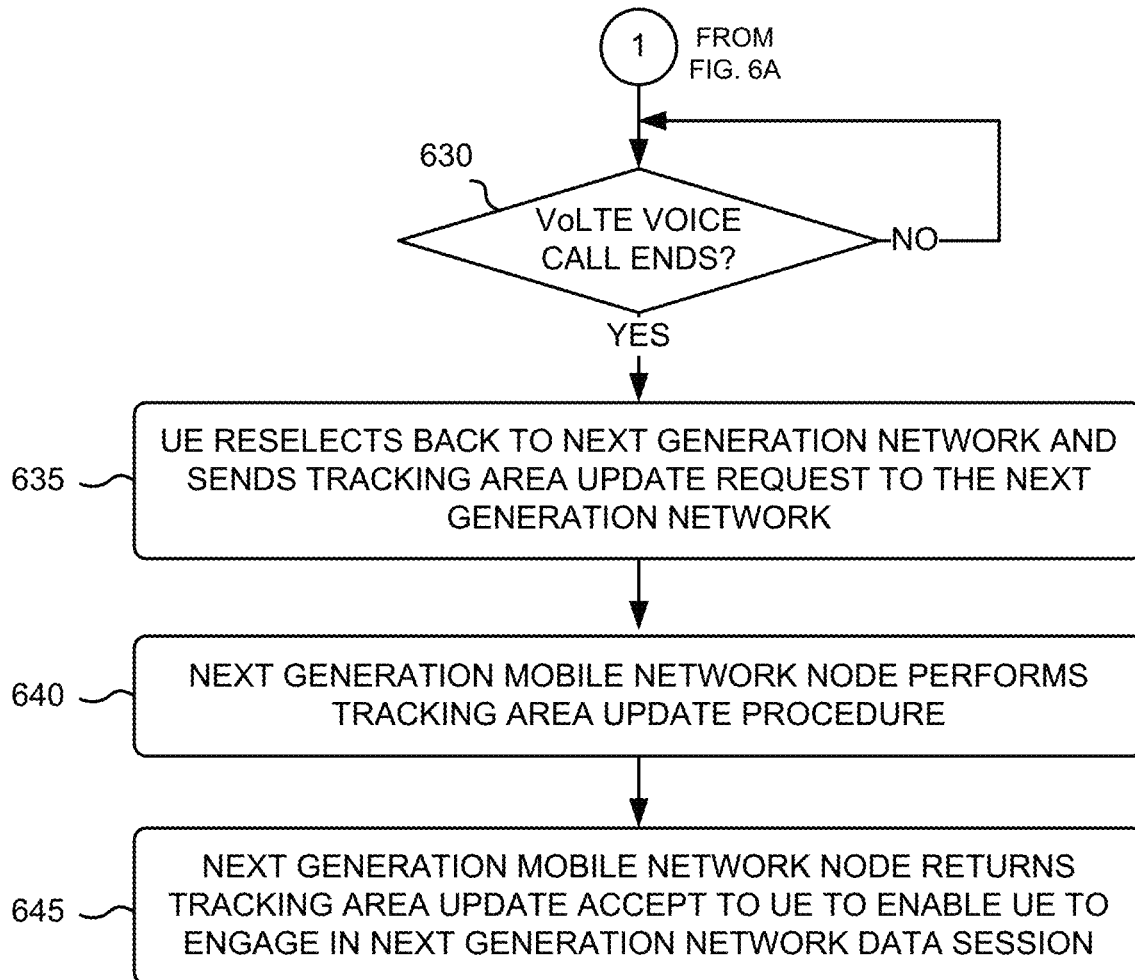 1
FROM
FIG. 6A
630
VoLTE VOICE
CALL ENDS?
NO
YES
635
UE RESELECTS BACK TO NEXT GENERATION NETWORK AND
SENDS TRACKING AREA UPDATE REQUEST TO THE NEXT
GENERATION NETWORK
640
NEXT GENERATION MOBILE NETWORK NODE PERFORMS
TRACKING AREA UPDATE PROCEDURE
645
NEXT GENERATION MOBILE NETWORK NODE RETURNS
TRACKING AREA UPDATE ACCEPT TO UE TO ENABLE UE TO
ENGAGE IN NEXT GENERATION NETWORK DATA SESSION